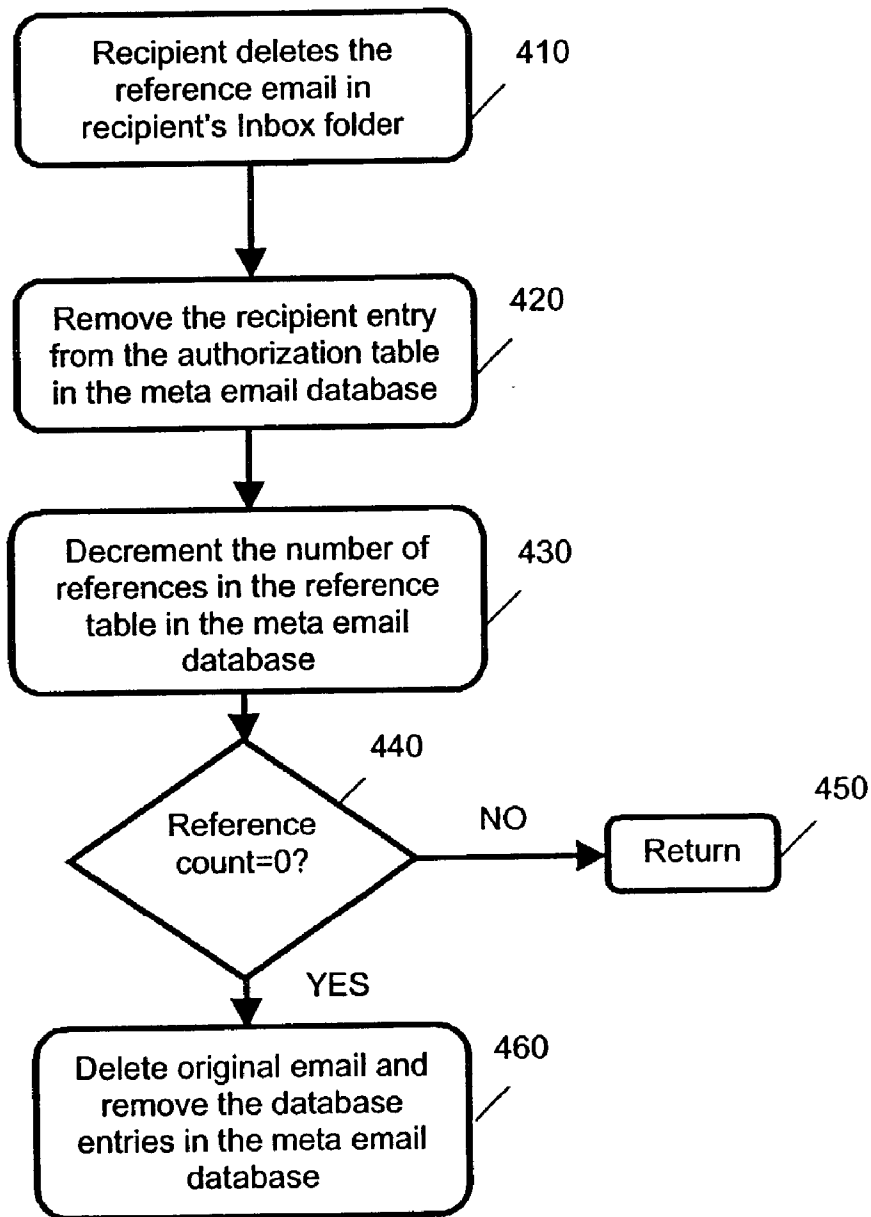 Recipient deletes the
reference email in
recipient's Inbox folder
410
Remove the recipient entry
from the authorization table
in the meta email database
420
Decrement the number of
references in the reference
table in the meta email
database
430
Reference
count=0?
440
NO
Return
450
YES
Delete original email and
remove the database
entries in the meta email
database
460